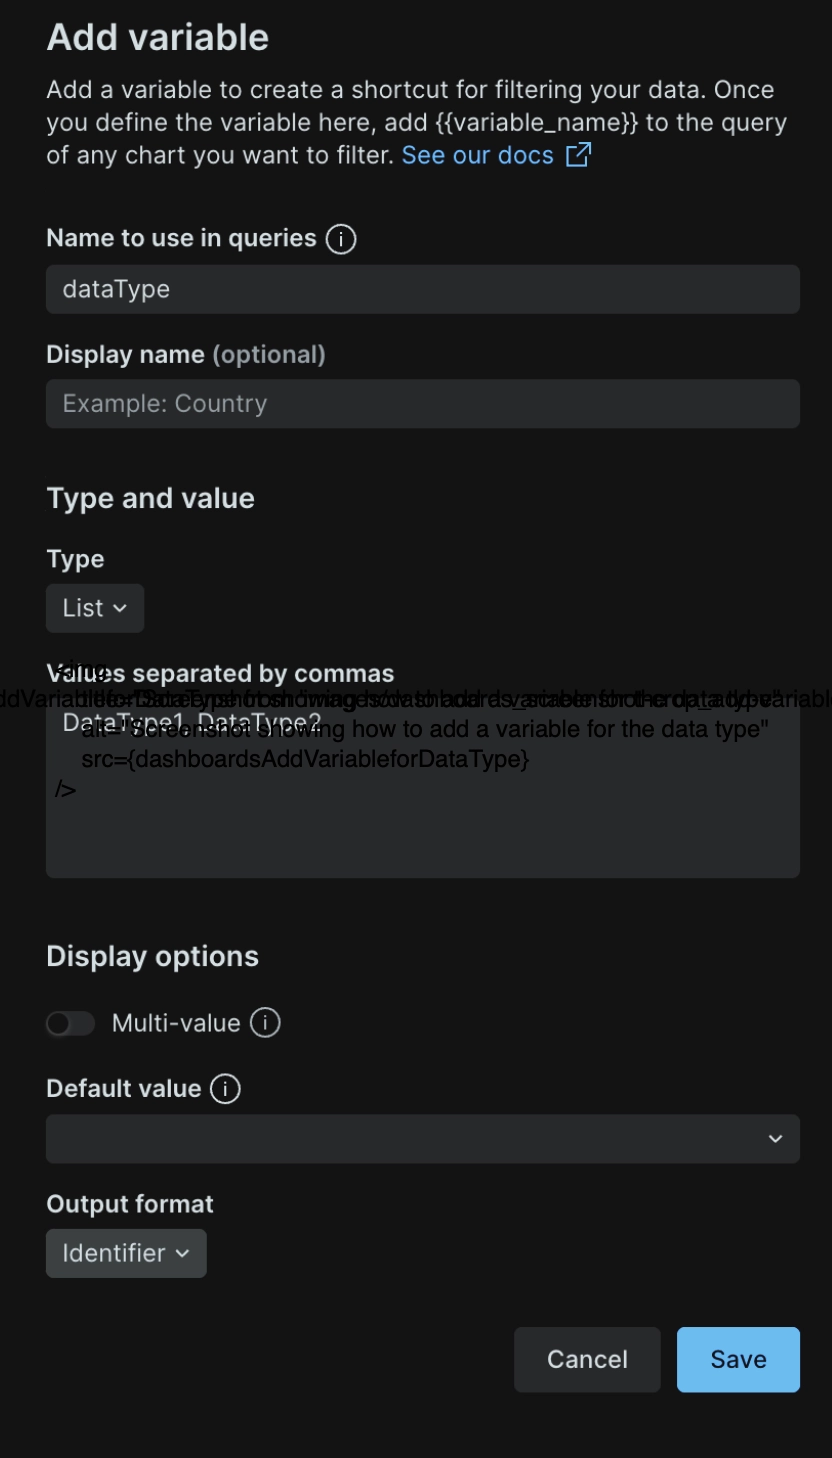 Add variable
Add a variable to create a shortcut for filtering your data. Once
you define the variable here, add {{variable_name}} to the query
of any chart you want to filter. See our docs
Name to use in queries
dataType
Display name (optional)
Example: Country
Type and value
Type
List
<img
Values separated by commas
DataType1, DataType2
alt="Screenshot showing how to add a variable for the data type"
src={dashboardsAddVariableforDataType}
/>
Display options
Multi-value
Default value
Output format
Identifier
Cancel
Save